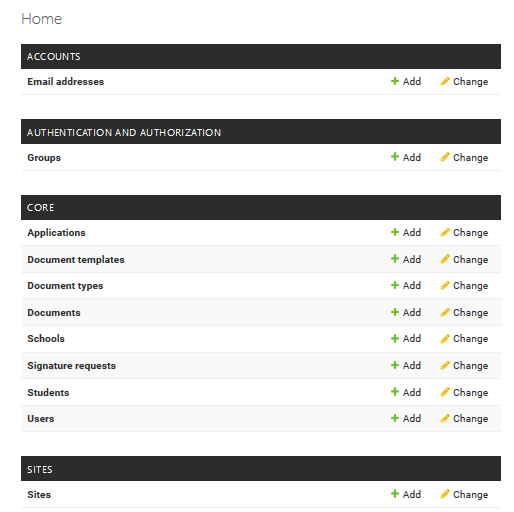 Home
ACCOUNTS
Email addresses Add Change
AUTHENTICATION AND AUTHORIZATION
Groups Add Change
CORE
Applications Add Change
Document templates Add Change
Document types Add Change
Documents Add Change
Schools Add Change
Signature requests Add Change
Students Add Change
Users Add Change
SITES
Sites Add Change